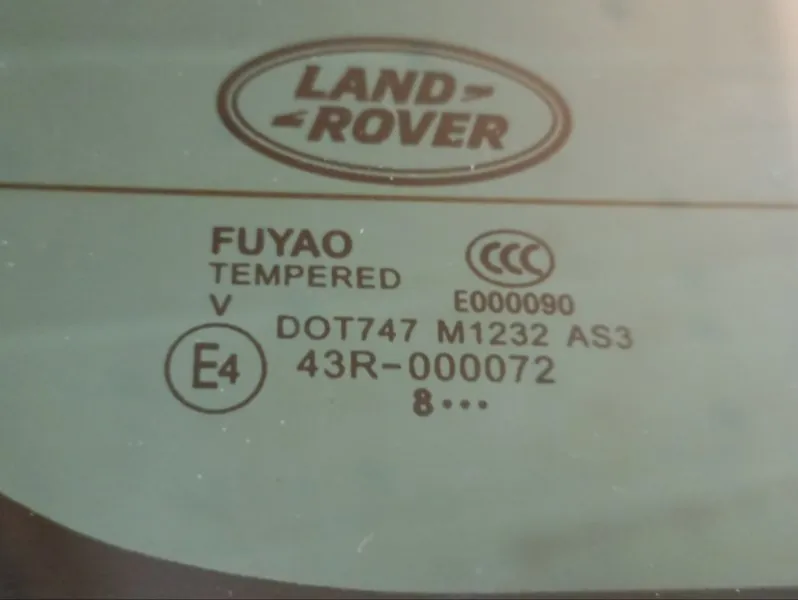 LAND
ROVER
FUYAO
CCC
TEMPERED
V
E000090
DOT747 M1232 AS3
E4
43R-000072
8•••